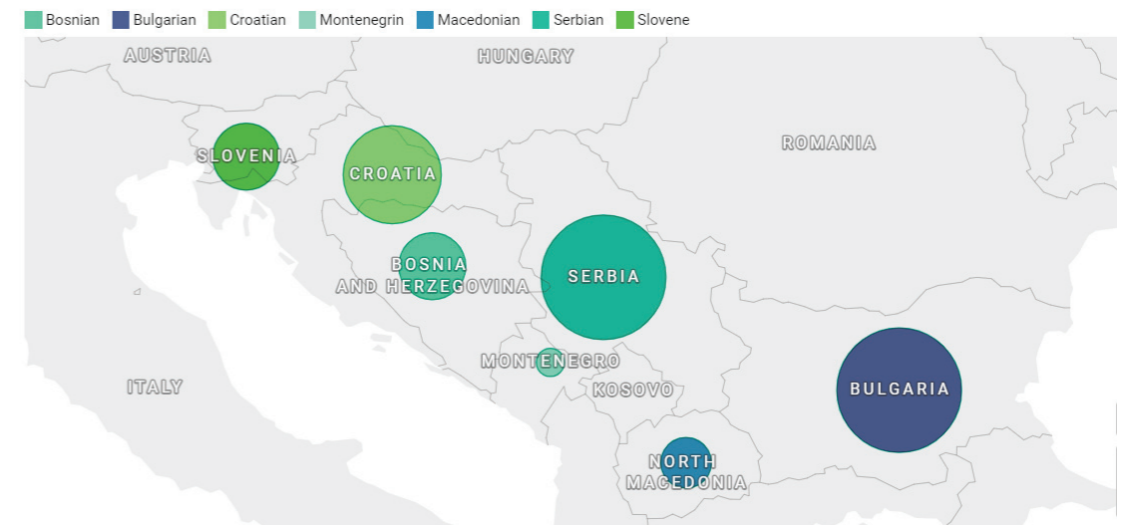 Bosnian Bulgarian Croatian Montenegrin Macedonian Serbian Slovene
AUSTRIA
HUNGARY
ROMANIA
SLOVENIA
CROATIA
BOSNIA
AND HERZEGOVINA
SERBIA
MONTENEGRO
ITALY
KOSOVO
BULGARIA
NORTH
MACEDONIA